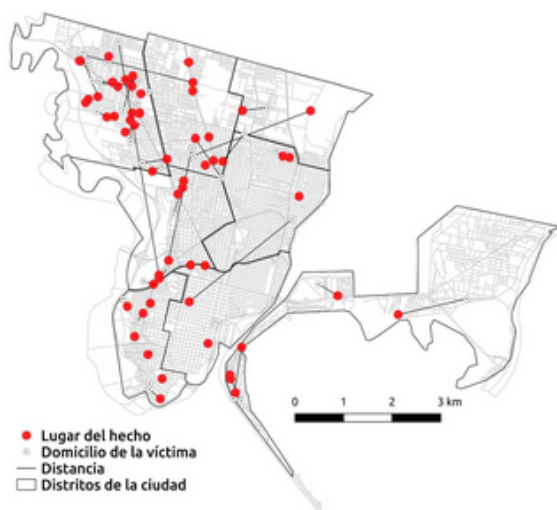 0 1 2 3 km
Lugar del hecho
Domicilio de la víctima
Distancia
Distritos de la ciudad